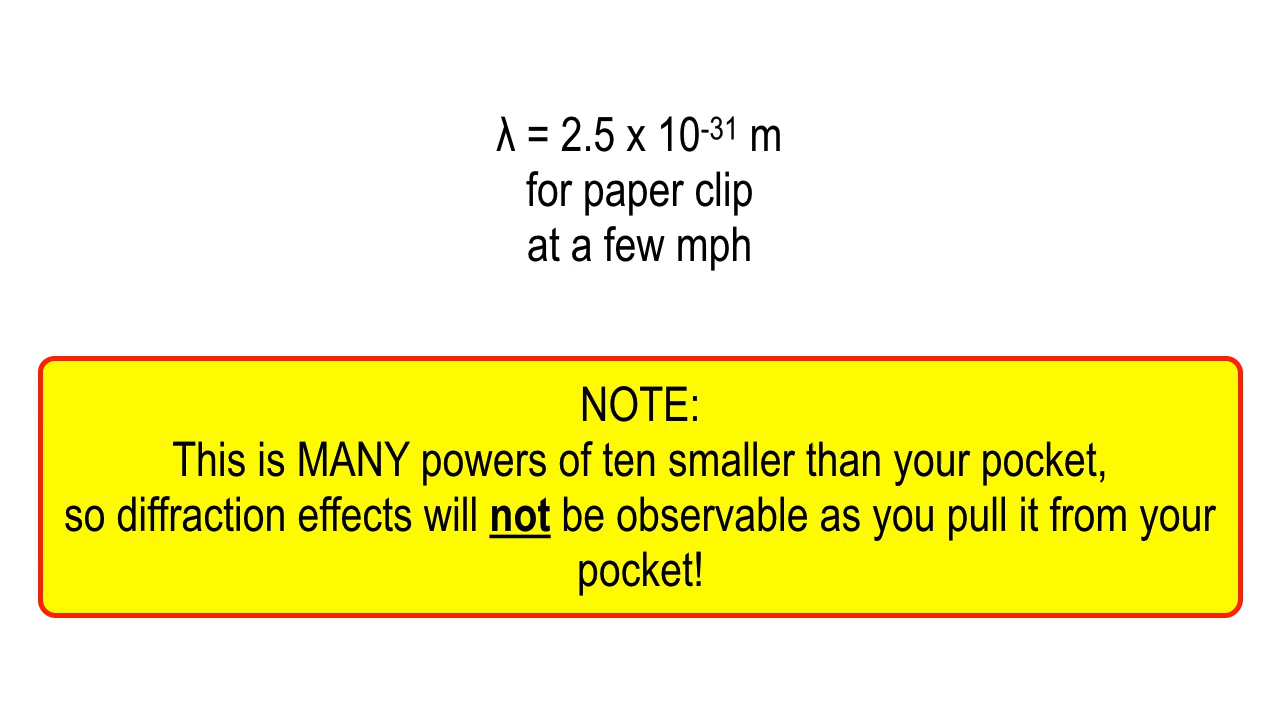 λ = 2.5 x 10⁻³¹ m
for paper clip
at a few mph
NOTE:
This is MANY powers of ten smaller than your pocket,
so diffraction effects will not be observable as you pull it from your
pocket!